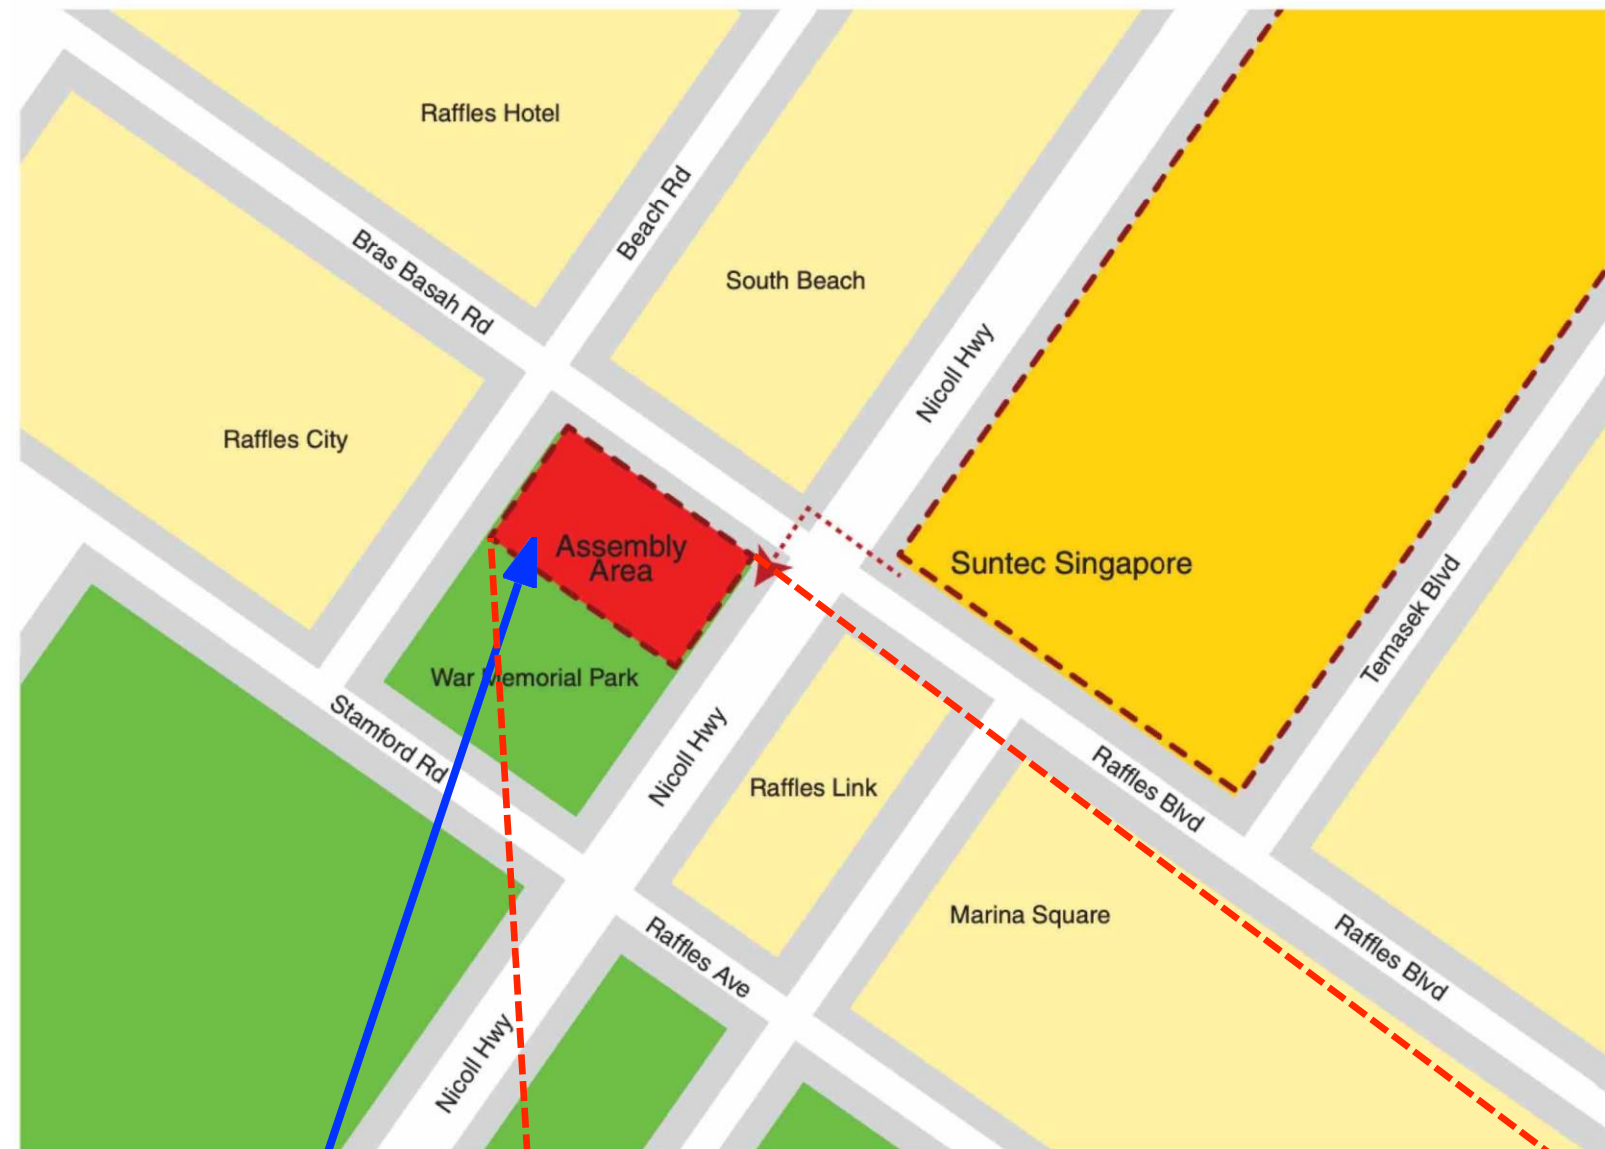 Raffles Hotel
Beach Rd
Bras Basah Rd
South Beach
Nicoll Hwy
Raffles City
Assembly
Area
Suntec Singapore
Temasek Blvd
War Memorial Park
Stamford Rd
Nicoll Hwy
Raffles Link
Raffles Blvd
Marina Square
Raffles Ave
Raffles Blvd
Nicoll Hwy